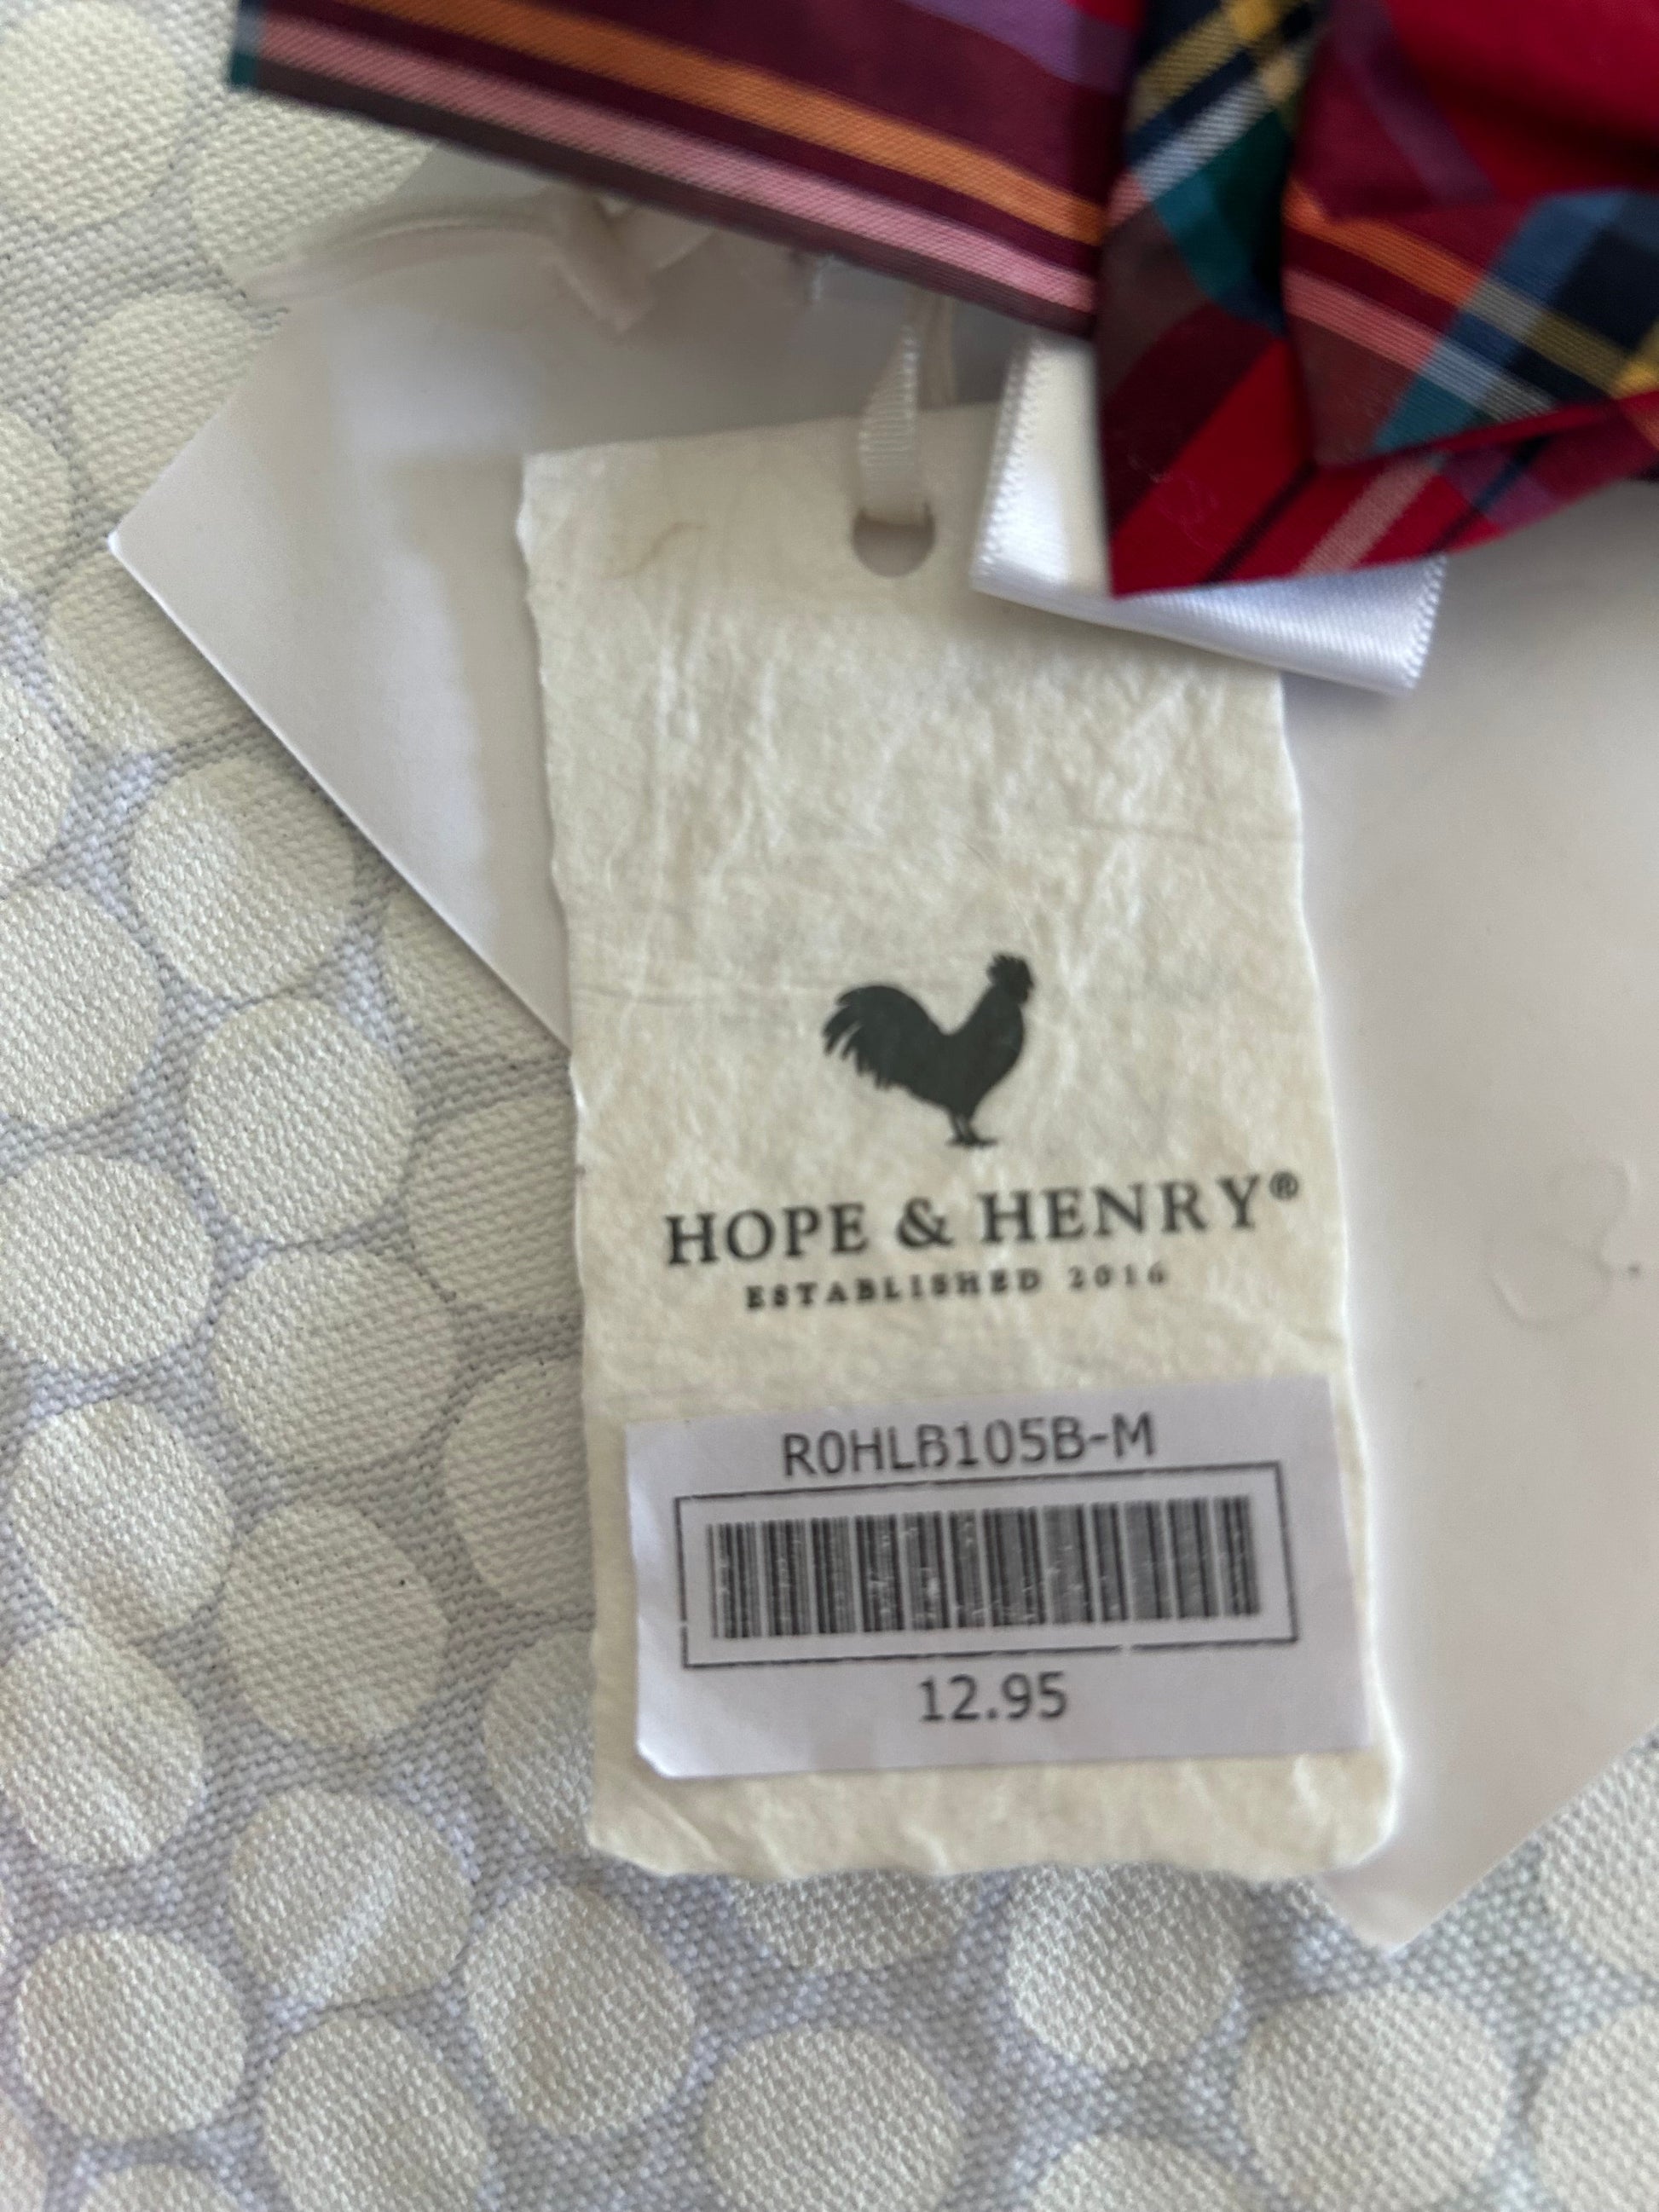 HOPE & HENRY®
ESTABLISHED 2016
R0HLB105B-M
12.95